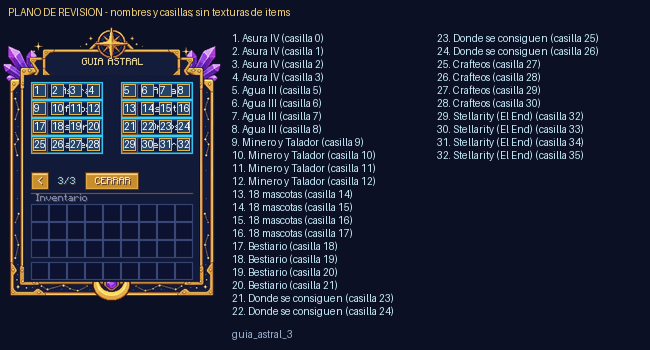 PLANO DE REVISION - nombres y casillas; sin texturas de items
GUIA ASTRAL
1 2 3 4 5 6 7 8
9 10 11 12 13 14 15 16
17 18 19 20 21 22 23 24
25 26 27 28 29 30 31 32
< 3/3 CERRAR
Inventario
1. Asura IV (casilla 0)
2. Asura IV (casilla 1)
3. Asura IV (casilla 2)
4. Asura IV (casilla 3)
5. Agua III (casilla 5)
6. Agua III (casilla 6)
7. Agua III (casilla 7)
8. Agua III (casilla 8)
9. Minero y Talador (casilla 9)
10. Minero y Talador (casilla 10)
11. Minero y Talador (casilla 11)
12. Minero y Talador (casilla 12)
13. 18 mascotas (casilla 14)
14. 18 mascotas (casilla 15)
15. 18 mascotas (casilla 16)
16. 18 mascotas (casilla 17)
17. Bestiario (casilla 18)
18. Bestiario (casilla 19)
19. Bestiario (casilla 20)
20. Bestiario (casilla 21)
21. Donde se consiguen (casilla 23)
22. Donde se consiguen (casilla 24)
23. Donde se consiguen (casilla 25)
24. Donde se consiguen (casilla 26)
25. Crafteos (casilla 27)
26. Crafteos (casilla 28)
27. Crafteos (casilla 29)
28. Crafteos (casilla 30)
29. Stellarity (El End) (casilla 32)
30. Stellarity (El End) (casilla 33)
31. Stellarity (El End) (casilla 34)
32. Stellarity (El End) (casilla 35)
guia_astral_3